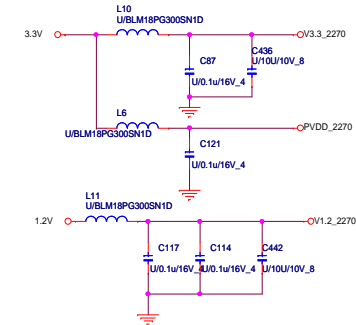 L10
U/BLM18PG300SN1D
3.3V
V3.3_2270
C87
C436
U/0.1u/16V_4
U/10U/10V_8
L6
U/BLM18PG300SN1D
PVDD_2270
C121
U/0.1u/16V_4
L11
U/BLM18PG300SN1D
1.2V
V1.2_2270
C117
C114
C442
U/0.1u/16V_4
U/0.1u/16V_4
U/10U/10V_8